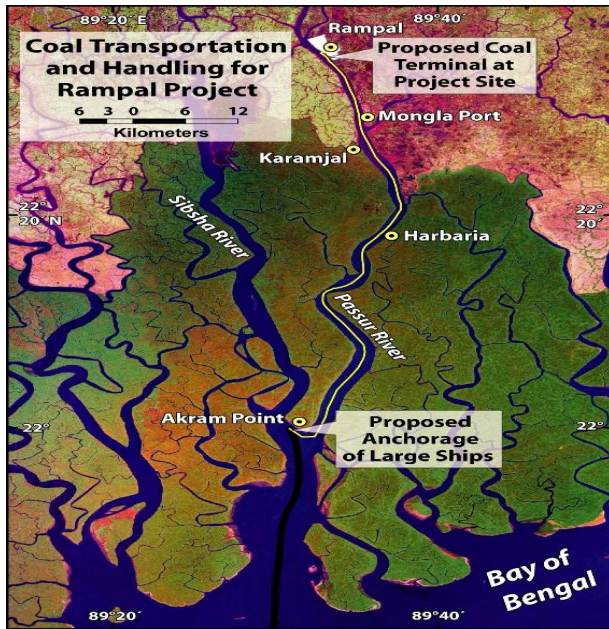 89°20´ E
89°40´
Coal Transportation
and Handling for
Rampal Project
6 3 0 6 12
Kilometers
Rampal
Proposed Coal
Terminal at
Project Site
Mongla Port
Karamjal
22°
20´N
Sibsha River
22°
20´
Harbaria
Passur River
Akram Point
22°
22°
Proposed
Anchorage
of Large Ships
Bay of
Bengal
89°20´
89°40´